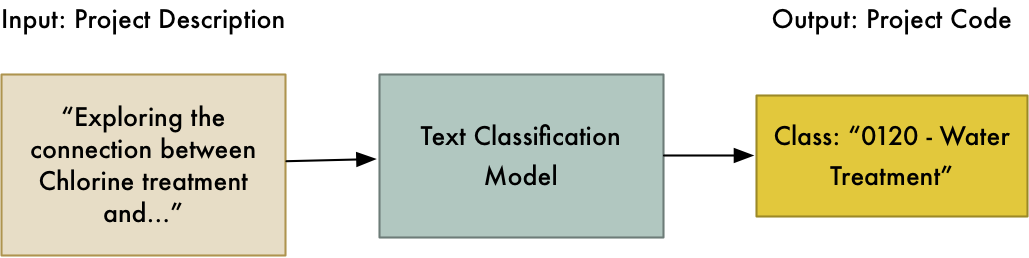 Input: Project Description
Output: Project Code
“Exploring the
connection between
Chlorine treatment
and...”
Text Classification
Model
Class: “0120 - Water
Treatment”